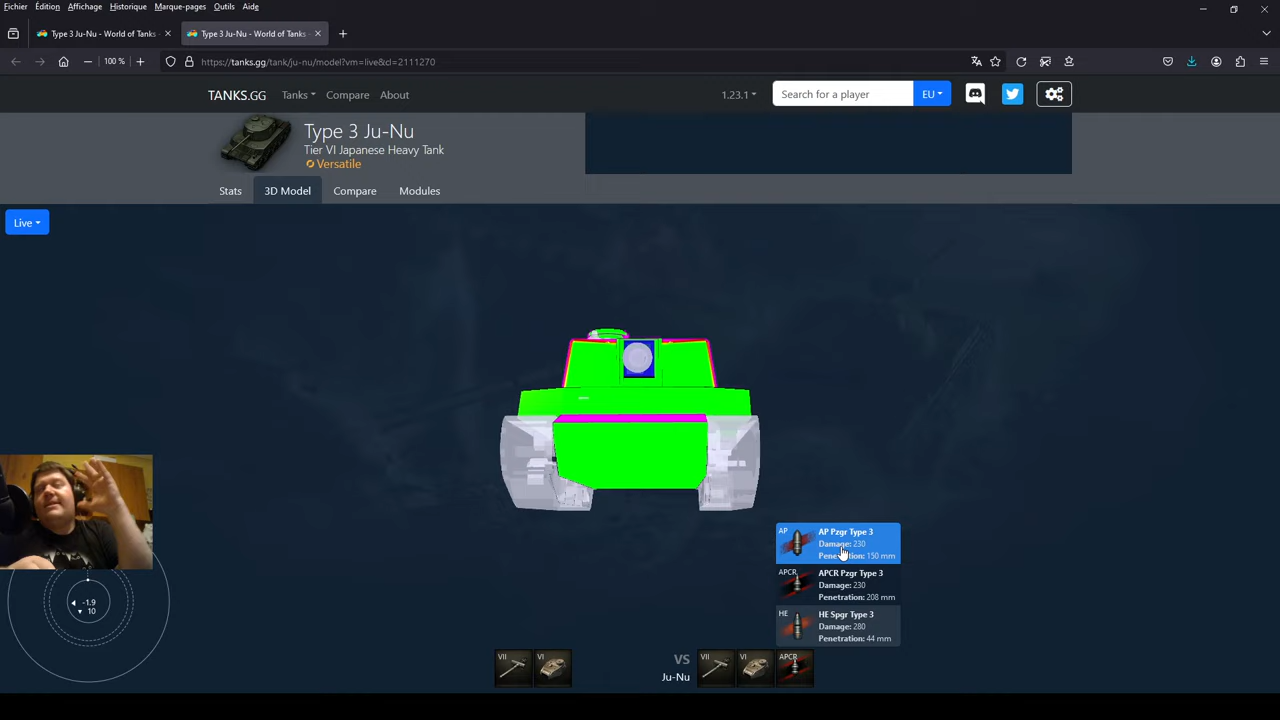 Fichier Édition Affichage Historique Marque-pages Outils Aide
Type 3 Ju-Nu - World of Tanks
Type 3 Ju-Nu - World of Tanks
100 %
https://tanks.gg/tank/ju-nu/model?vm=live&cl=2111270
TANKS.GG Tanks Compare About 1.23.1 Search for a player EU
Type 3 Ju-Nu
Tier VI Japanese Heavy Tank
Versatile
Stats 3D Model Compare Modules
Live
AP AP Pzgr Type 3
Damage: 230
Penetration: 150 mm
APCR APCR Pzgr Type 3
Damage: 230
Penetration: 208 mm
HE HE Spgr Type 3
Damage: 280
Penetration: 44 mm
-1.9
10
VII VI VS VII VI APCR
Ju-Nu